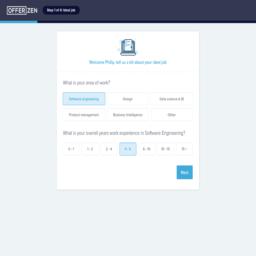 OFFERZEN Step 1 of 6: Ideal job
Welcome Philip, tell us a bit about your ideal job
What is your area of work?
Software engineering Design Data science & BI
Product management Business Intelligence Other
What is your overall years work experience in Software Engineering?
0 - 1 1 - 2 2 - 4 4 - 6 6 - 10 10 - 15 15 +
Next